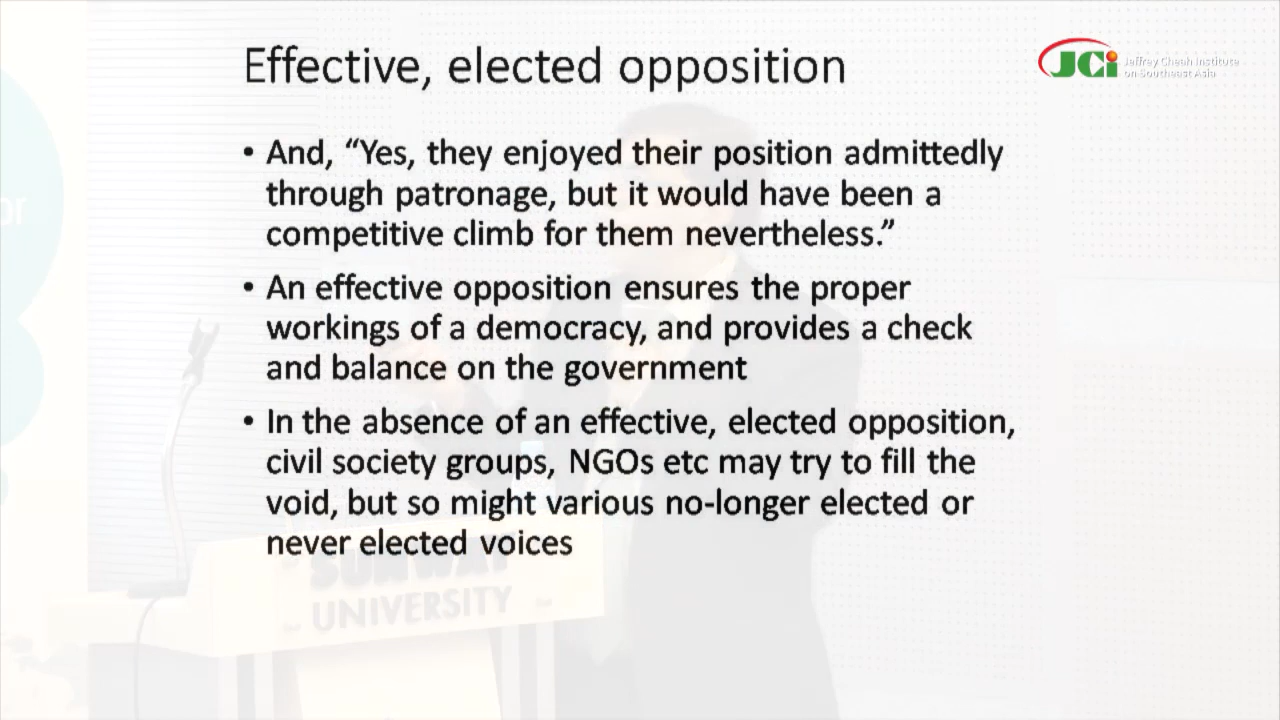 Effective, elected opposition
JCi Jeffrey Cheah Institute
on Southeast Asia
• And, “Yes, they enjoyed their position admittedly
through patronage, but it would have been a
competitive climb for them nevertheless.”
• An effective opposition ensures the proper
workings of a democracy, and provides a check
and balance on the government
• In the absence of an effective, elected opposition,
civil society groups, NGOs etc may try to fill the
void, but so might various no-longer elected or
never elected voices
SUNWAY
UNIVERSITY
or